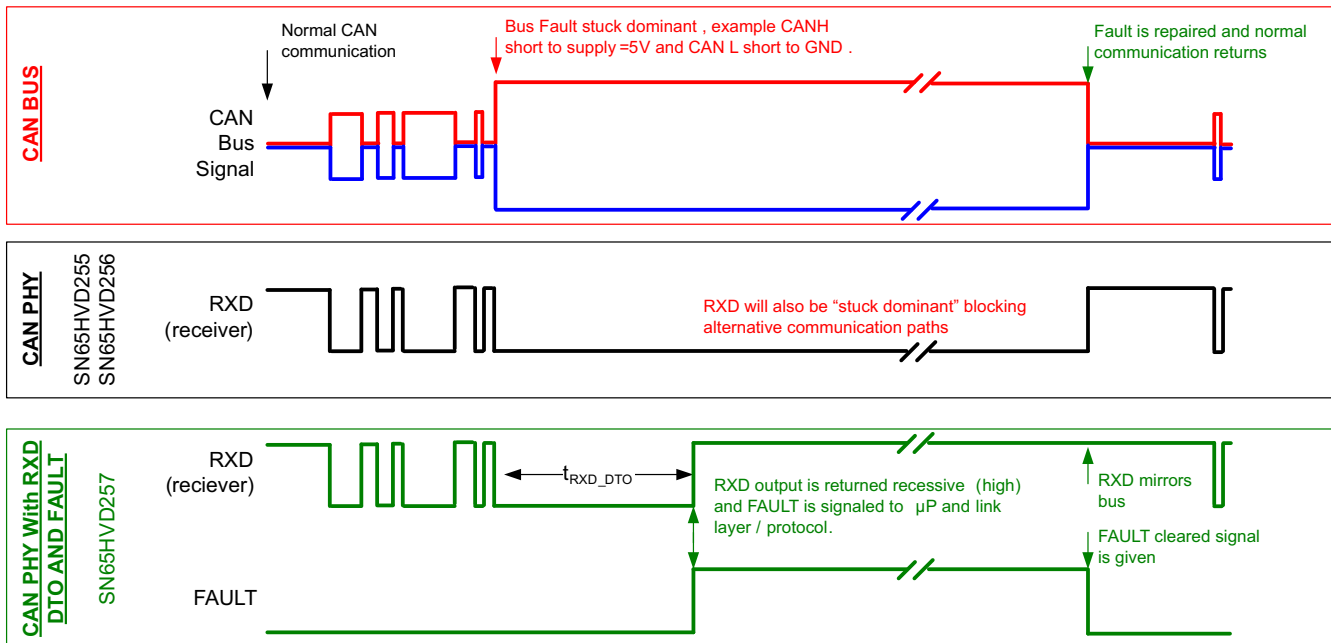 Normal CAN
communication
Bus Fault stuck dominant , example CANH
short to supply =5V and CAN L short to GND .
Fault is repaired and normal
communication returns
CAN BUS
CAN
Bus
Signal
CAN PHY
SN65HVD255
SN65HVD256
RXD
(receiver)
RXD will also be “stuck dominant” blocking
alternative communication paths
CAN PHY With RXD
DTO AND FAULT
SN65HVD257
RXD
(reciever)
tRXD_DTO
RXD output is returned recessive (high)
and FAULT is signaled to µP and link
layer / protocol.
RXD mirrors
bus
FAULT cleared signal
is given
FAULT